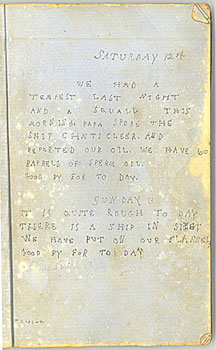 SATURDAY 12th
WE HAD A
TEMPEST LAST NIGHT
AND A SQUALL THIS
MORNING. PAPA SPOKE THE
SHIP CHNTICLEER. AND
REPORTED OUR OIL. WE HAVE 60
BARRELS OF SPERM OIL.
GOOD BY FOR TO DAY.
SUNDAY 13
IT IS QUITE ROUGH TO DAY
THERE IS A SHIP IN SIGHT
WE HAVE PUT ON OUR FLANNEL
GOOD BY FOR TO DAY